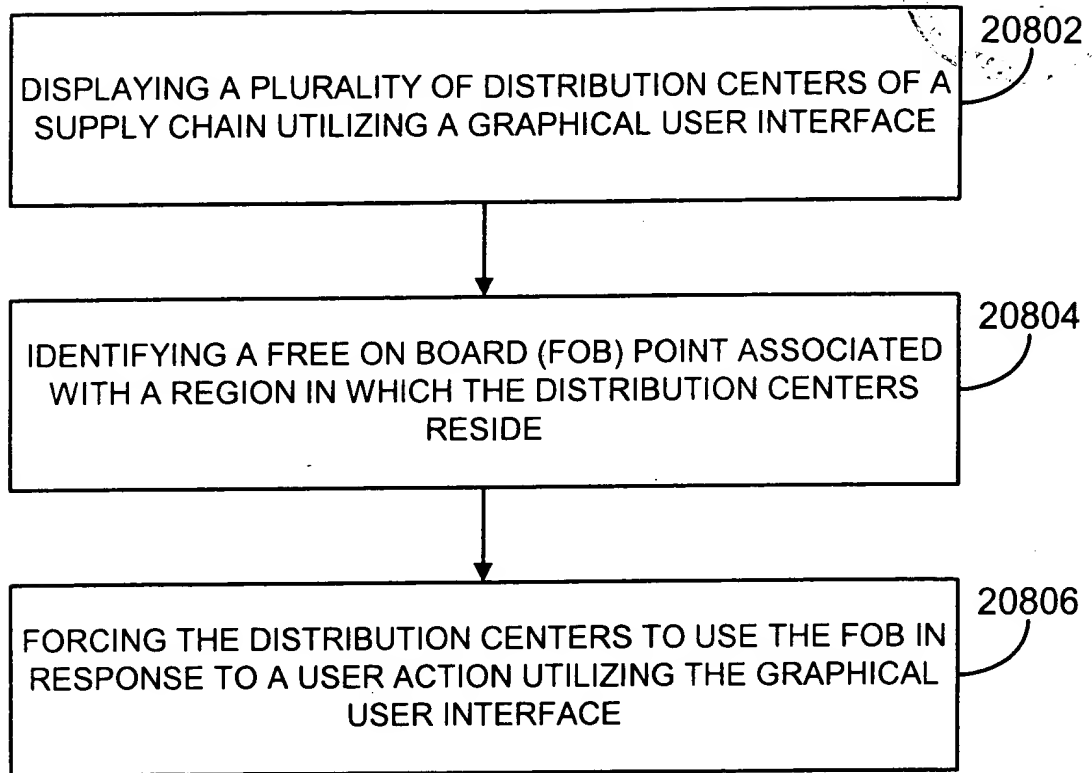 20802
DISPLAYING A PLURALITY OF DISTRIBUTION CENTERS OF A
SUPPLY CHAIN UTILIZING A GRAPHICAL USER INTERFACE
20804
IDENTIFYING A FREE ON BOARD (FOB) POINT ASSOCIATED
WITH A REGION IN WHICH THE DISTRIBUTION CENTERS
RESIDE
20806
FORCING THE DISTRIBUTION CENTERS TO USE THE FOB IN
RESPONSE TO A USER ACTION UTILIZING THE GRAPHICAL
USER INTERFACE